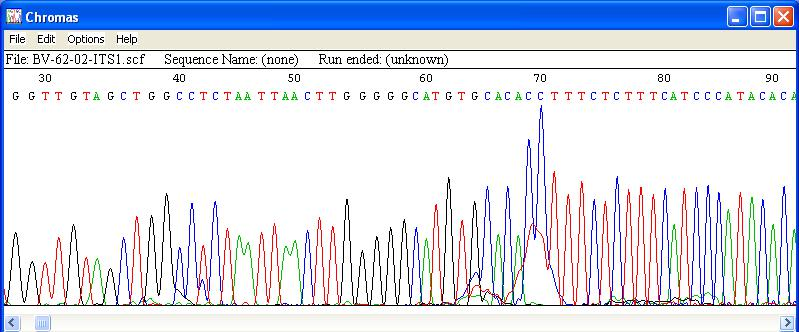 Chromas
File Edit Options Help
File: BV-62-02-ITS1.scf Sequence Name: (none) Run ended: (unknown)
30 40 50 60 70 80 90
G G T T G T A G C T G G C C T C T A A T T A A C T T G G G G G C A T G T G C A C A C C T T T C T C T T T C A T C C C A T A C A C A